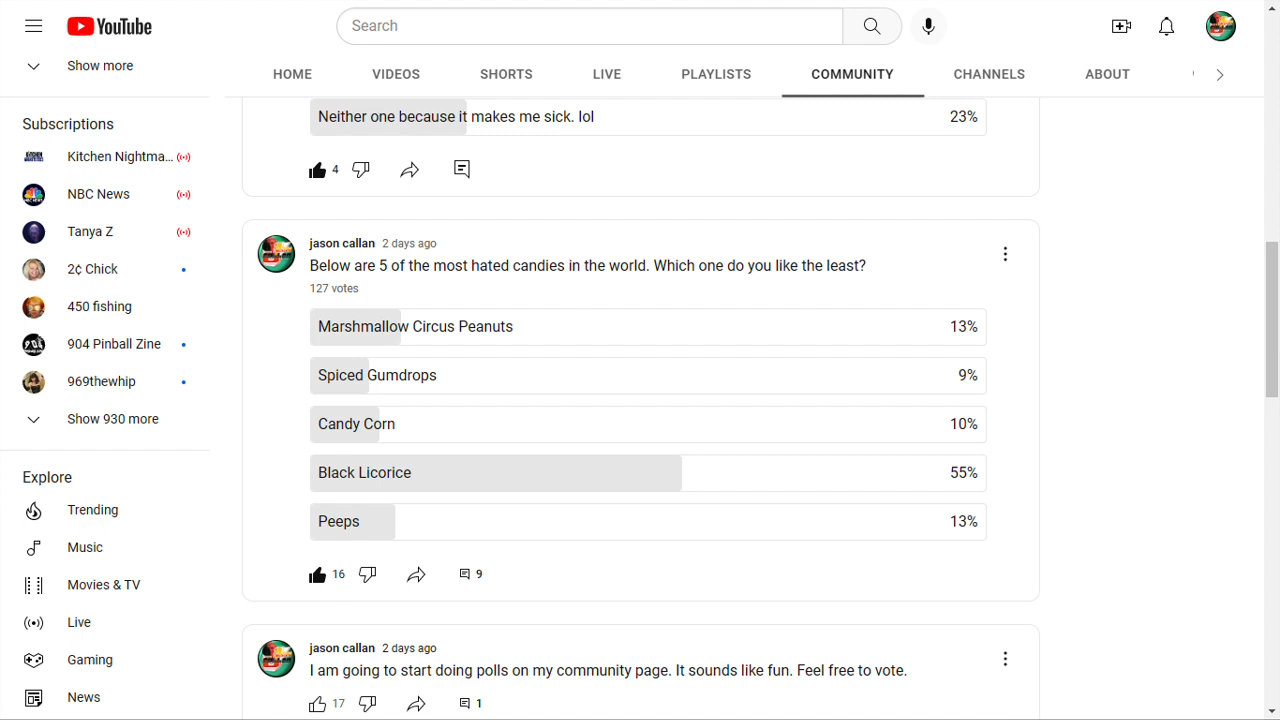 YouTube
Search
Show more
HOME
VIDEOS
SHORTS
LIVE
PLAYLISTS
COMMUNITY
CHANNELS
ABOUT
Subscriptions
Kitchen Nightma...
NBC News
Tanya Z
2¢ Chick
450 fishing
904 Pinball Zine
969thewhip
Show 930 more
Explore
Trending
Music
Movies & TV
Live
Gaming
News
Neither one because it makes me sick. lol 23%
4
jason callan 2 days ago
Below are 5 of the most hated candies in the world. Which one do you like the least?
127 votes
Marshmallow Circus Peanuts 13%
Spiced Gumdrops 9%
Candy Corn 10%
Black Licorice 55%
Peeps 13%
16 9
jason callan 2 days ago
I am going to start doing polls on my community page. It sounds like fun. Feel free to vote.
17 1